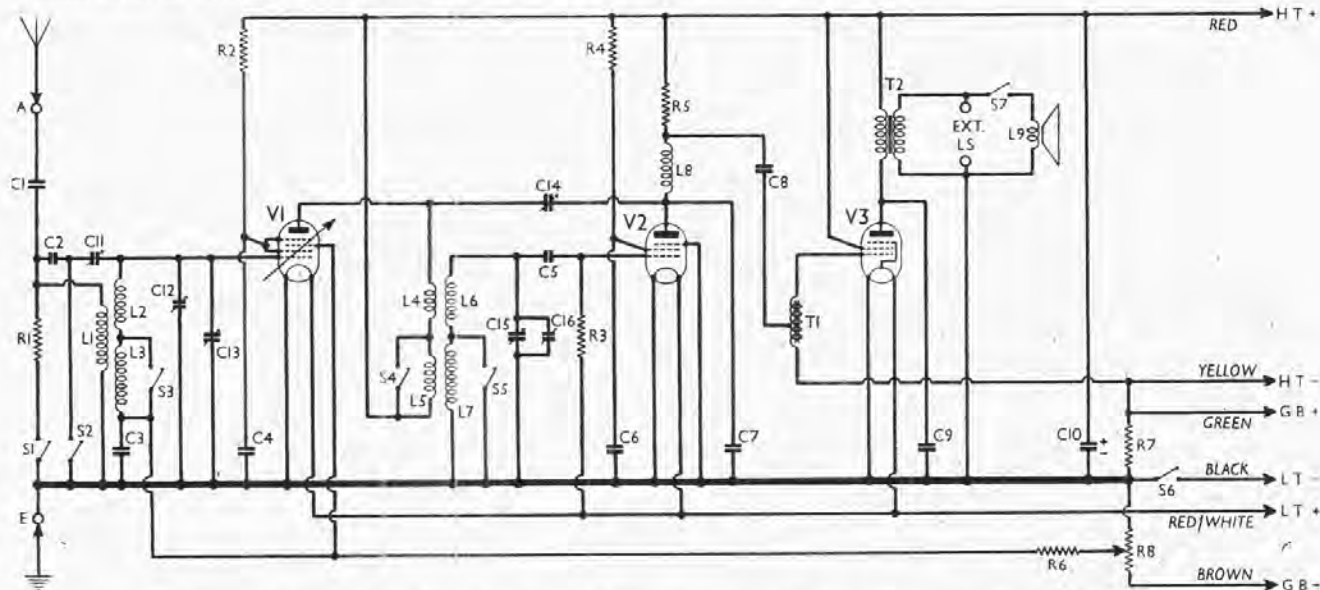 HT+
RED
R2
R4
T2
S7
R5
EXT.
LS
L9
A
L8
C8
C1
C14
V1
V2
V3
C2
C11
C5
L2
C12
L4
L6
T1
R1
L1
C13
C15
C16
R3
L3
S3
S4
L5
S5
L7
YELLOW
HT-
GB+
GREEN
C3
C4
C6
C7
C9
C10
+
-
R7
S1
S2
BLACK
LT-
S6
E
LT+
RED/WHITE
R6
R8
BROWN
GB-